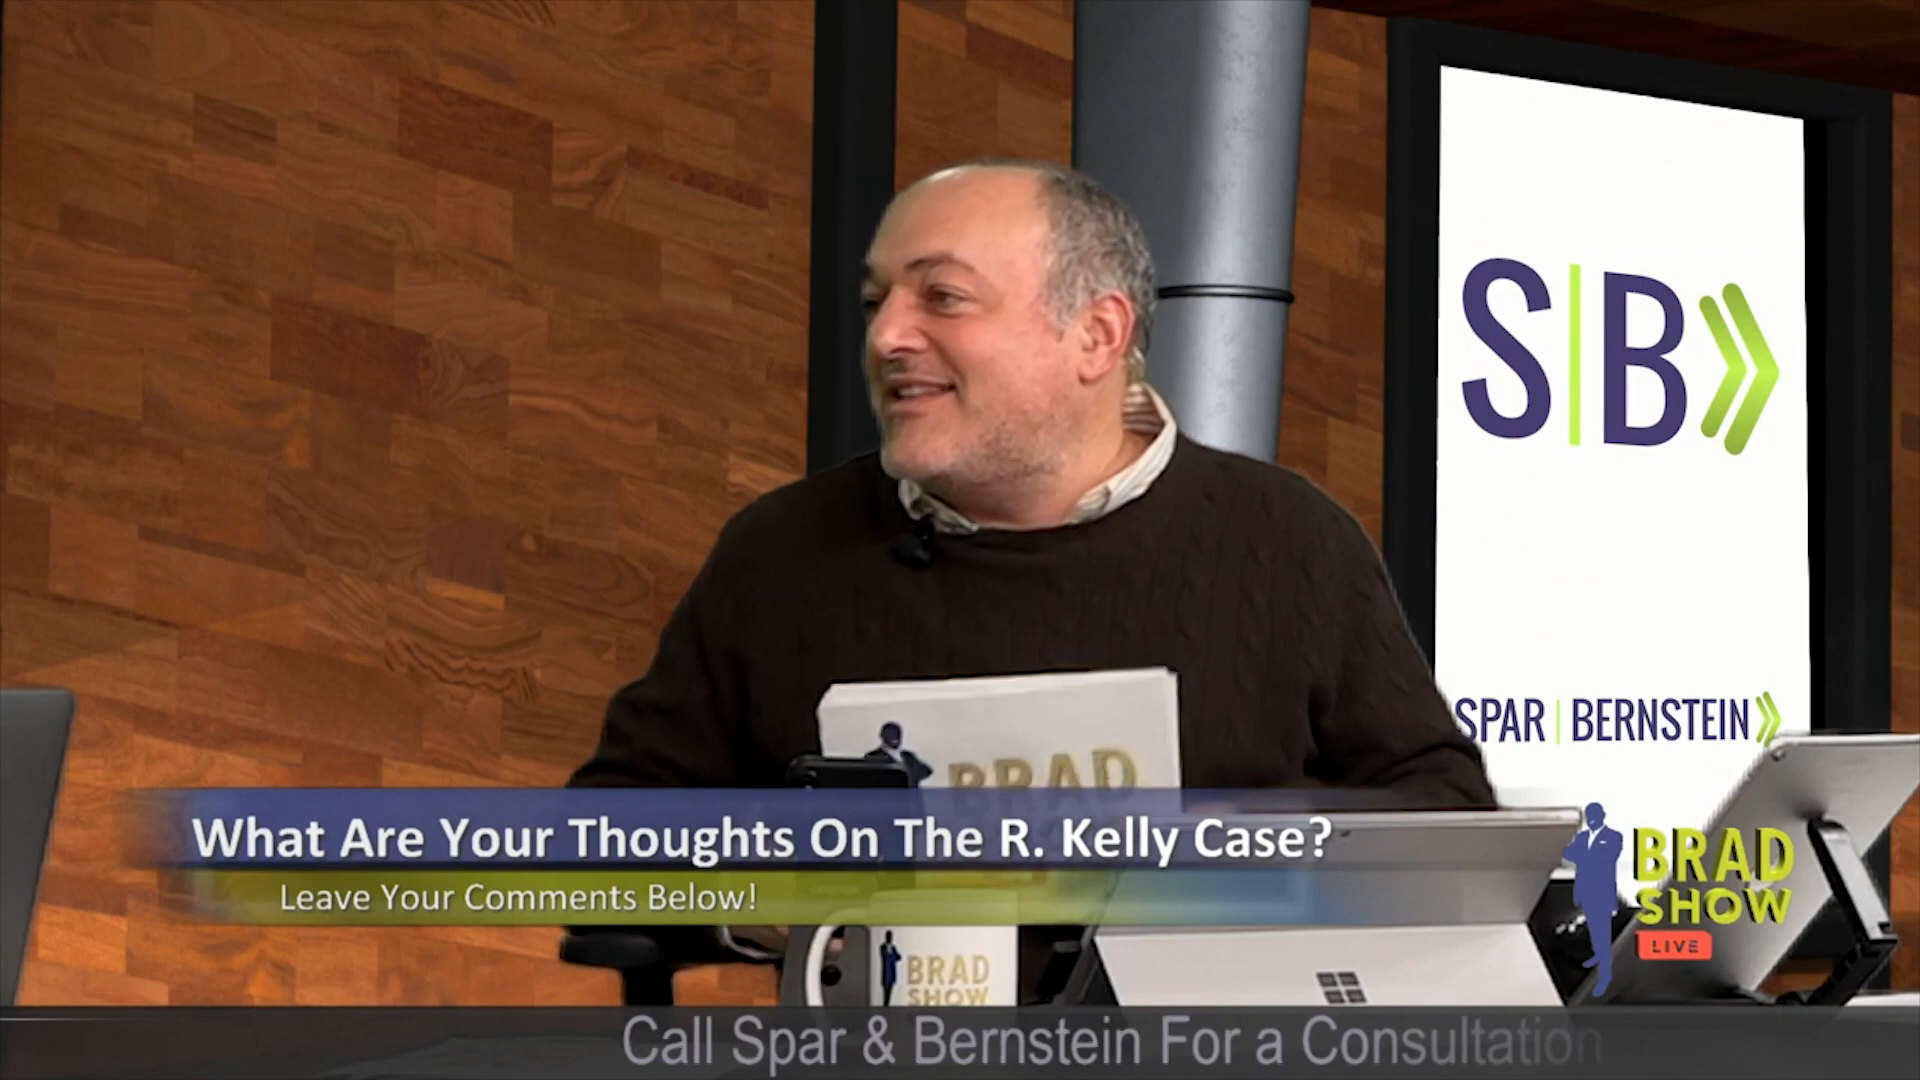 S|B
SPAR | BERNSTEIN
BRAD
What Are Your Thoughts On The R. Kelly Case?
Leave Your Comments Below!
BRAD
SHOW
LIVE
BRAD
SHOW
Call Spar & Bernstein For a Consultation